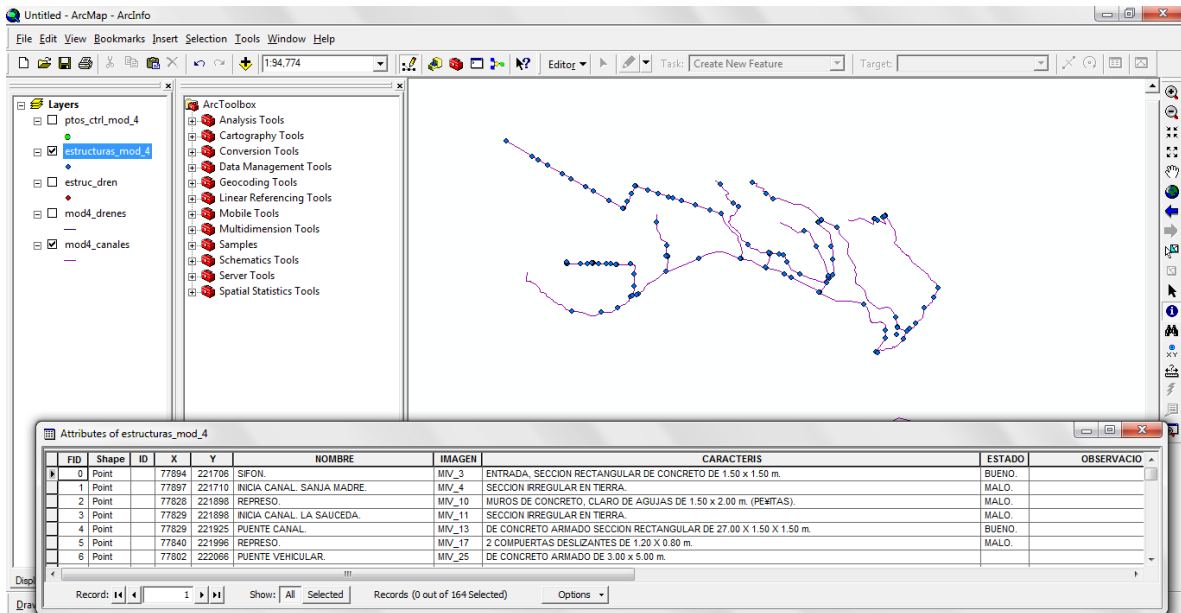 Untitled - ArcMap - ArcInfo
File Edit View Bookmarks Insert Selection Tools Window Help
1:94,774 Editor Task: Create New Feature Target:
Layers
ptos_ctrl_mod_4
estructuras_mod_4
estruc_dren
mod4_drenes
mod4_canales
ArcToolbox
Analysis Tools
Cartography Tools
Conversion Tools
Data Management Tools
Geocoding Tools
Linear Referencing Tools
Mobile Tools
Multidimension Tools
Samples
Schematics Tools
Server Tools
Spatial Statistics Tools
XY
Attributes of estructuras_mod_4
FID Shape ID X Y NOMBRE IMAGEN CARACTERIS ESTADO OBSERVACIO
0 Point 77894 221706 SIFON. MIV_3 ENTRADA, SECCION RECTANGULAR DE CONCRETO DE 1.50 x 1.50 m. BUENO.
1 Point 77897 221710 INICIA CANAL. SANJA MADRE. MIV_4 SECCION IRREGULAR EN TIERRA. MALO.
2 Point 77828 221898 REPRESO. MIV_10 MUROS DE CONCRETO, CLARO DE AGUJAS DE 1.50 x 2.00 m. (PE¥ITAS). MALO.
3 Point 77829 221898 INICIA CANAL. LA SAUCEDA. MIV_11 SECCION IRREGULAR EN TIERRA. MALO.
4 Point 77829 221925 PUENTE CANAL. MIV_13 DE CONCRETO ARMADO SECCION RECTANGULAR DE 27.00 X 1.50 X 1.50 m. BUENO.
5 Point 77840 221996 REPRESO. MIV_17 2 COMPUERTAS DESLIZANTES DE 1.20 X 0.80 m. MALO.
6 Point 77802 222066 PUENTE VEHICULAR. MIV_25 DE CONCRETO ARMADO DE 3.00 x 5.00 m.
Displ
Record: 1 Show: All Selected Records (0 out of 164 Selected) Options
Drav